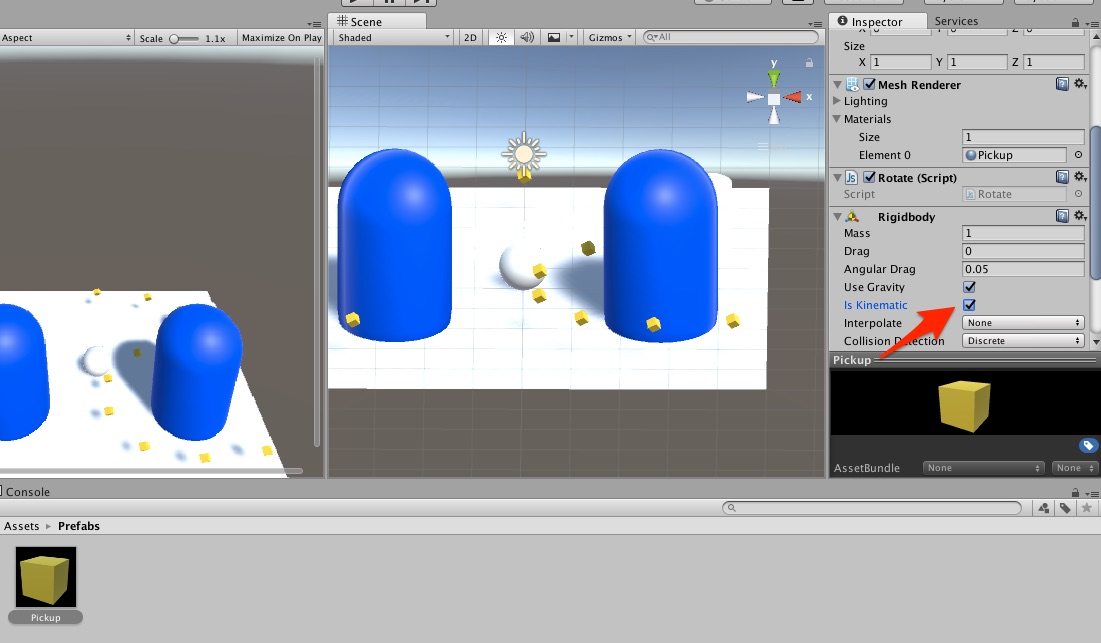 Scene
Inspector
Services
Aspect
Scale
1.1x
Maximize On Play
Shaded
2D
Gizmos
All
y
x
Size
X 1 Y 1 Z 1
Mesh Renderer
Lighting
Materials
Size 1
Element 0 Pickup
Rotate (Script)
Script Rotate
Rigidbody
Mass 1
Drag 0
Angular Drag 0.05
Use Gravity
Is Kinematic
Interpolate None
Collision Detection Discrete
Pickup
AssetBundle None None
Console
Assets ▸ Prefabs
Pickup